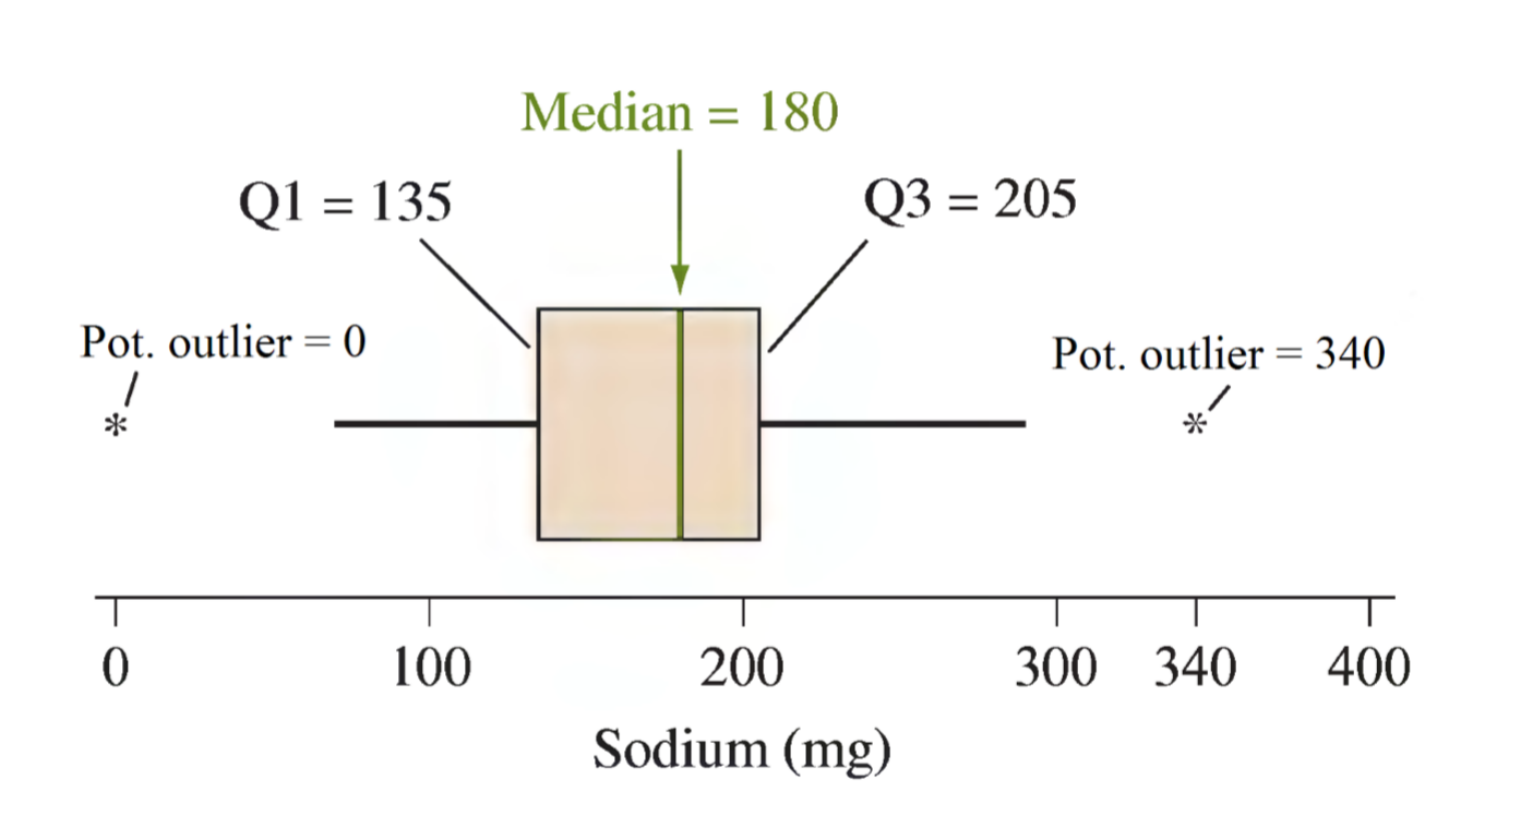 Median = 180
Q1 = 135
Q3 = 205
Pot. outlier = 0
Pot. outlier = 340
*
*
0 100 200 300 340 400
Sodium (mg)